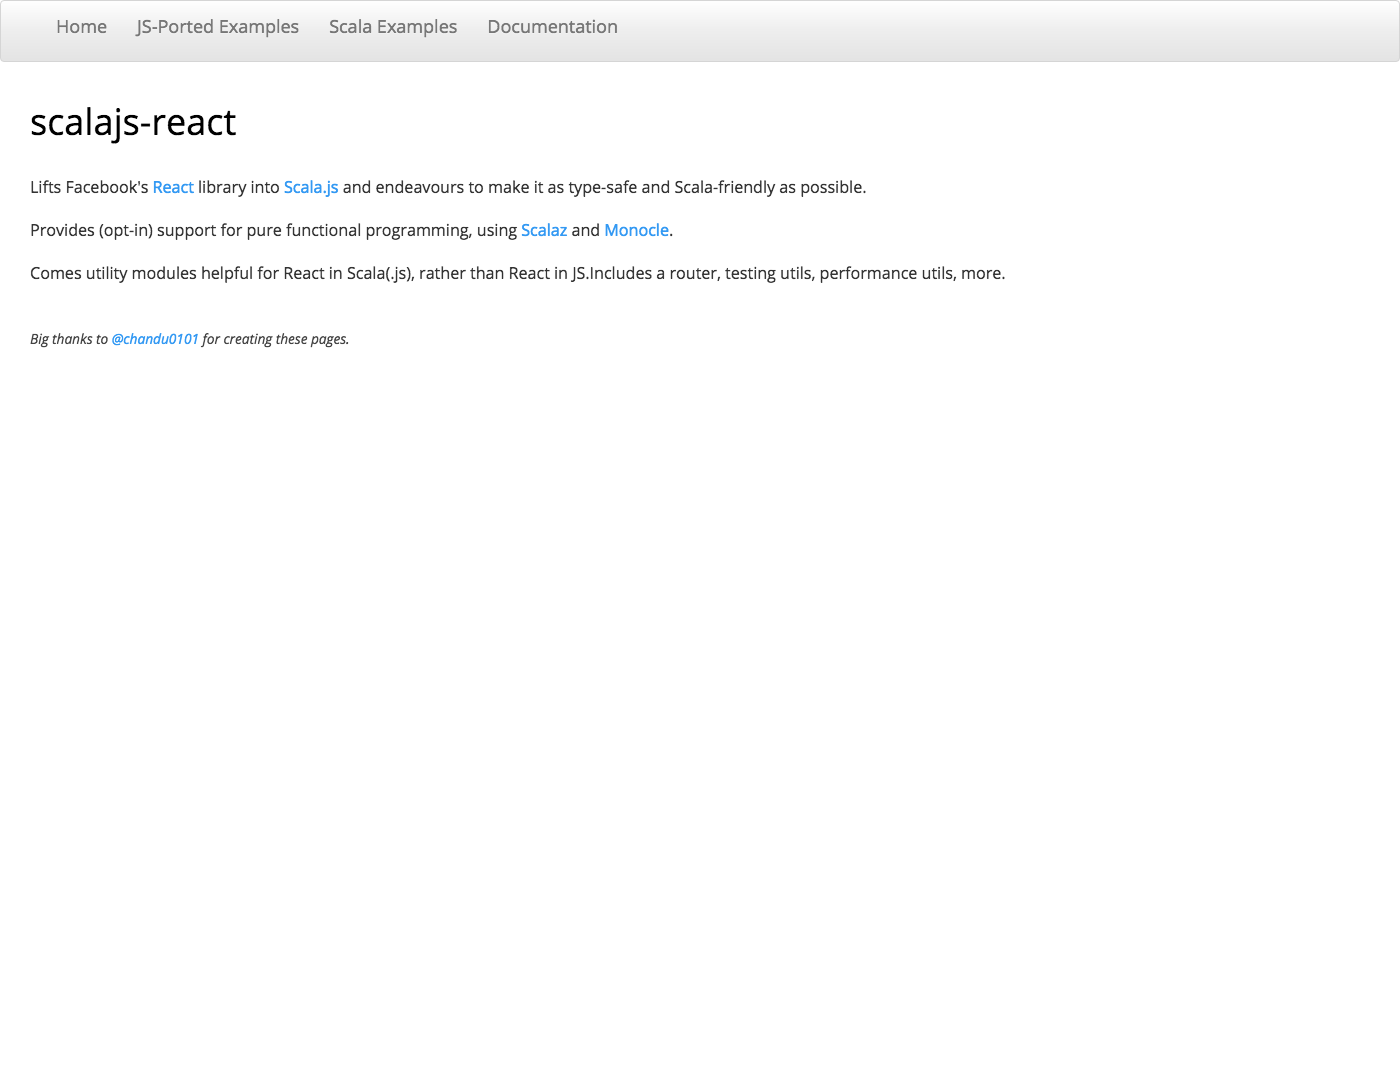 Home JS-Ported Examples Scala Examples Documentation
scalajs-react
Lifts Facebook's React library into Scala.js and endeavours to make it as type-safe and Scala-friendly as possible.
Provides (opt-in) support for pure functional programming, using Scalaz and Monocle.
Comes utility modules helpful for React in Scala(.js), rather than React in JS.Includes a router, testing utils, performance utils, more.
Big thanks to @chandu0101 for creating these pages.